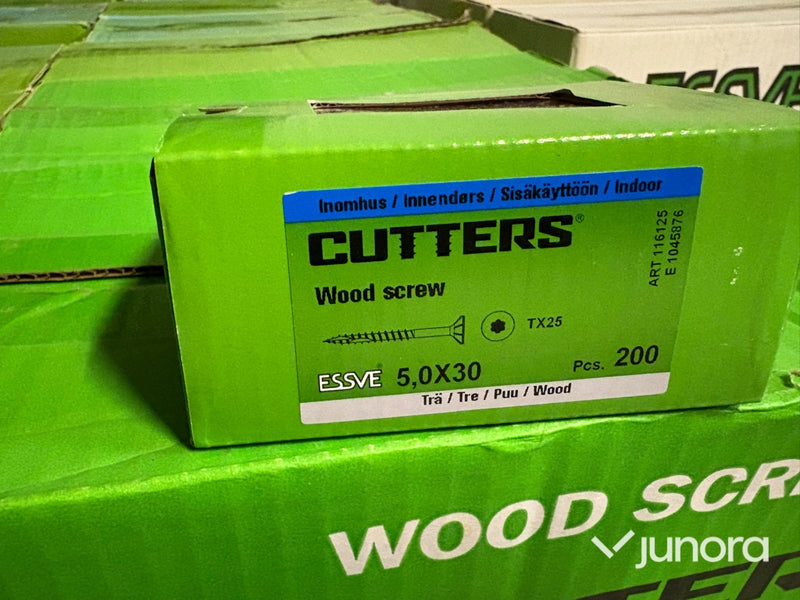 ESSVE
Inomhus / Innendørs / Sisäkäyttöön / Indoor
CUTTERS®
Wood screw
TX25
ART 116125
E 1045876
ESSVE® 5,0X30
Pcs. 200
Trä / Tre / Puu / Wood
WOOD SCR
junora